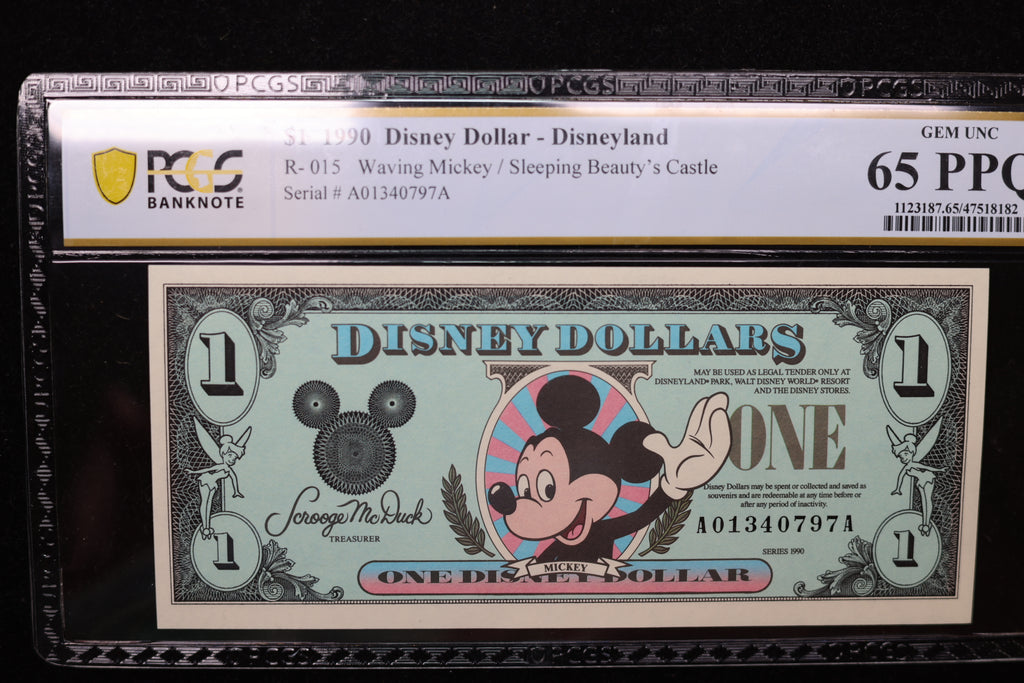 PCGS PCGS PCGS
$1 1990 Disney Dollar - Disneyland
R- 015 Waving Mickey / Sleeping Beauty's Castle
Serial # A01340797A
PCGS
BANKNOTE
GEM UNC
65 PPQ
1123187.65/47518182
DISNEY DOLLARS
1
1
MAY BE USED AS LEGAL TENDER ONLY AT
DISNEYLAND® PARK, WALT DISNEY WORLD® RESORT
AND THE DISNEY STORES.
ONE
Disney Dollars may be spent or collected and saved as
souvenirs and are redeemable at any time before or
after any period of inactivity.
A01340797A
Scrooge McDuck
TREASURER
SERIES 1990
1
1
MICKEY
ONE DISNEY DOLLAR
PCGS